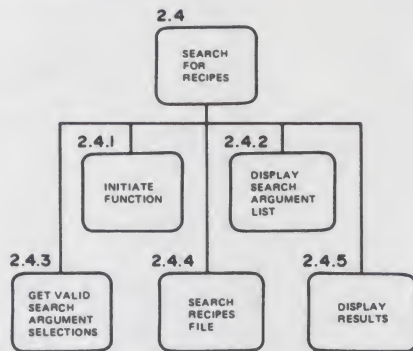 2.4
SEARCH
FOR
RECIPES
2.4.1
INITIATE
FUNCTION
2.4.2
DISPLAY
SEARCH
ARGUMENT
LIST
2.4.3
GET VALID
SEARCH
ARGUMENT
SELECTIONS
2.4.4
SEARCH
RECIPES
FILE
2.4.5
DISPLAY
RESULTS